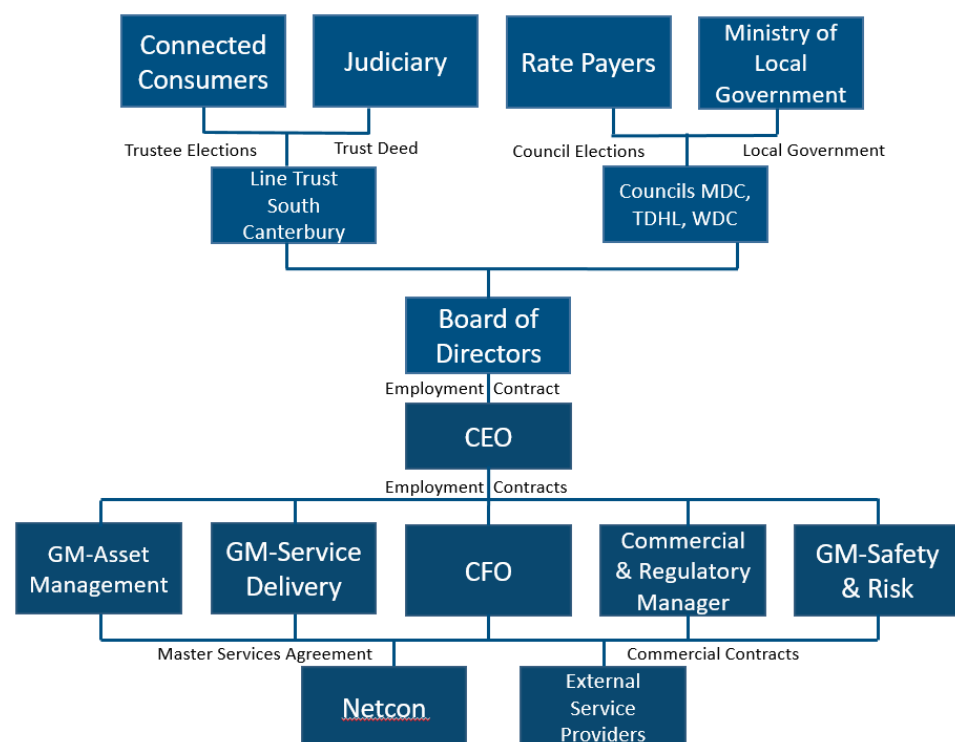 Connected
Consumers
Judiciary
Rate Payers
Ministry of
Local
Government
Trustee Elections
Trust Deed
Council Elections
Local Government
Line Trust
South
Canterbury
Councils MDC,
TDHL, WDC
Board of
Directors
Employment Contract
CEO
Employment Contracts
GM-Asset
Management
GM-Service
Delivery
CFO
Commercial
& Regulatory
Manager
GM-Safety
& Risk
Master Services Agreement
Commercial Contracts
Netcon
External
Service
Providers